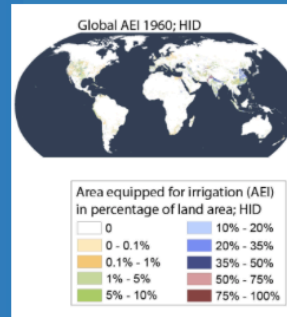 Global AEI 1960; HID
Area equipped for irrigation (AEI)
in percentage of land area; HID
0
0 - 0.1%
0.1% - 1%
1% - 5%
5% - 10%
10% - 20%
20% - 35%
35% - 50%
50% - 75%
75% - 100%